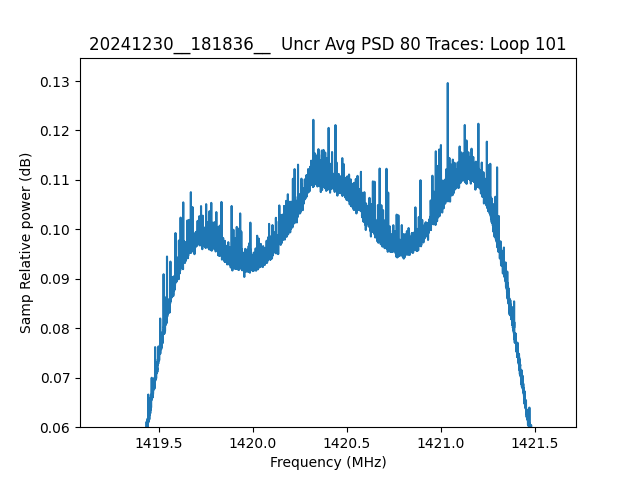 20241230__181836__ Uncr Avg PSD 80 Traces: Loop 101
Samp Relative power (dB)
0.13
0.12
0.11
0.10
0.09
0.08
0.07
0.06
1419.5 1420.0 1420.5 1421.0 1421.5
Frequency (MHz)